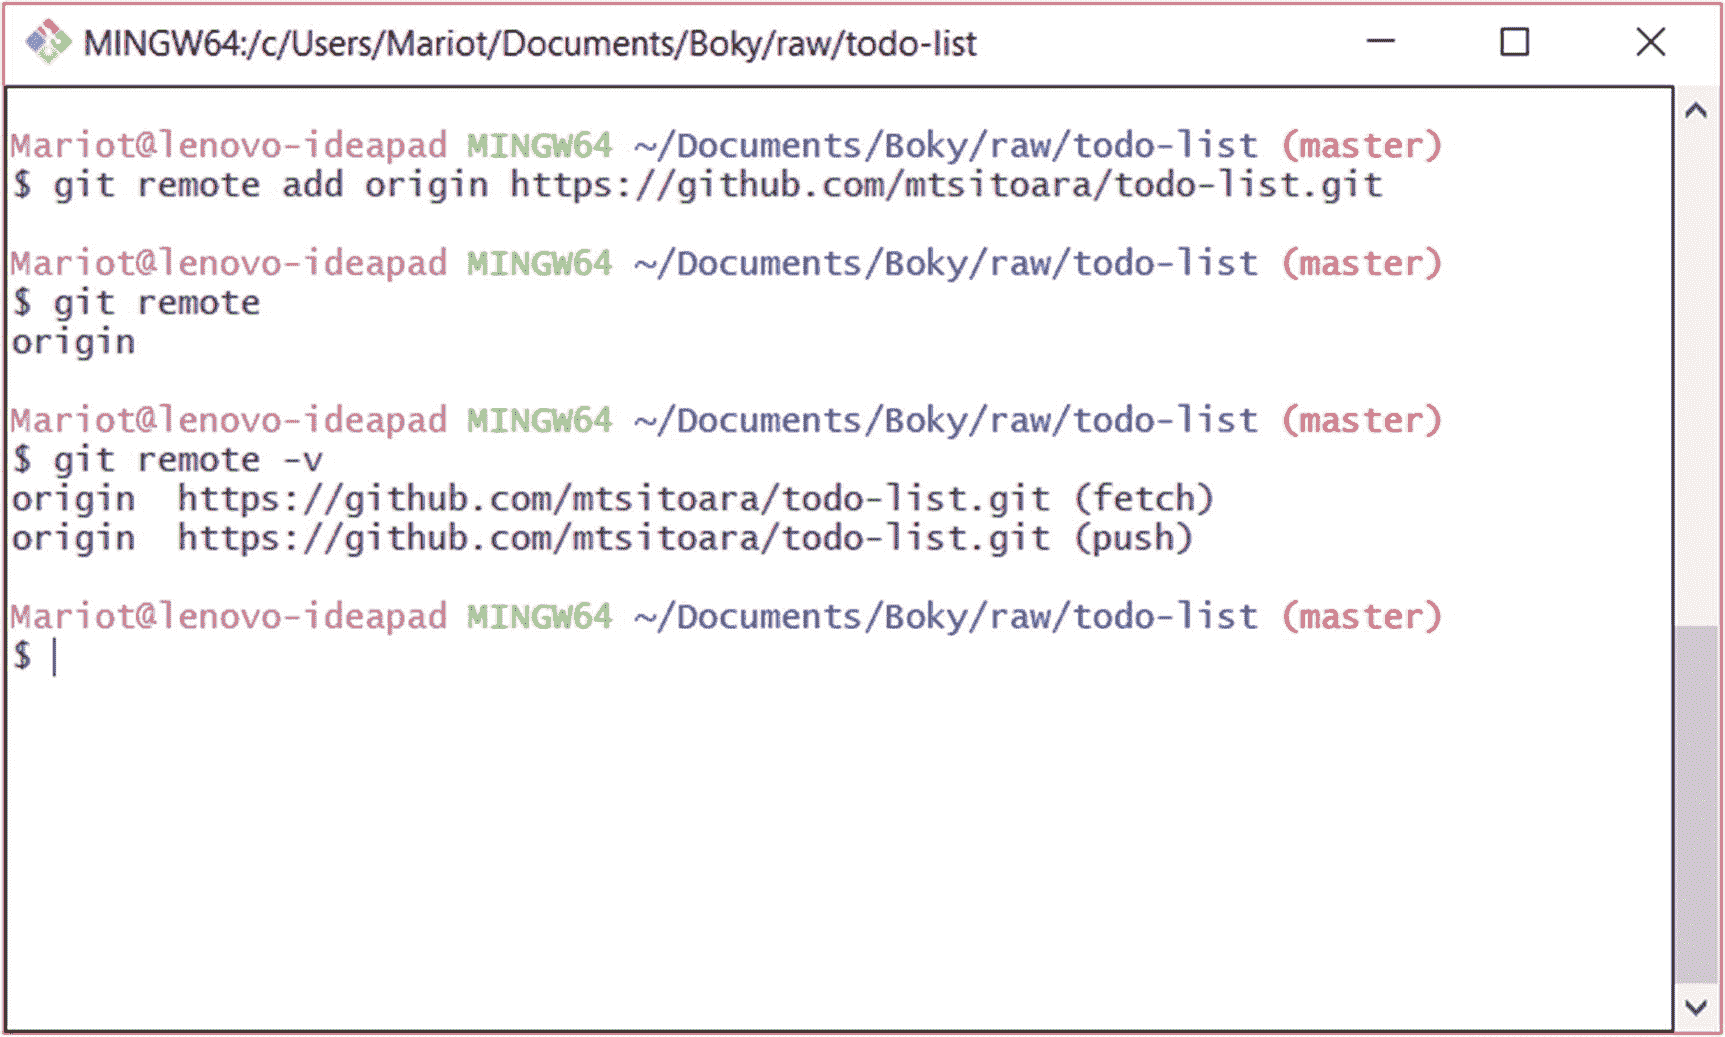 MINGW64:/c/Users/Mariot/Documents/Boky/raw/todo-list
Mariot@lenovo-ideapad MINGW64 ~/Documents/Boky/raw/todo-list (master)
$ git remote add origin https://github.com/mtsitoara/todo-list.git
Mariot@lenovo-ideapad MINGW64 ~/Documents/Boky/raw/todo-list (master)
$ git remote
origin
Mariot@lenovo-ideapad MINGW64 ~/Documents/Boky/raw/todo-list (master)
$ git remote -v
origin  https://github.com/mtsitoara/todo-list.git (fetch)
origin  https://github.com/mtsitoara/todo-list.git (push)
Mariot@lenovo-ideapad MINGW64 ~/Documents/Boky/raw/todo-list (master)
$